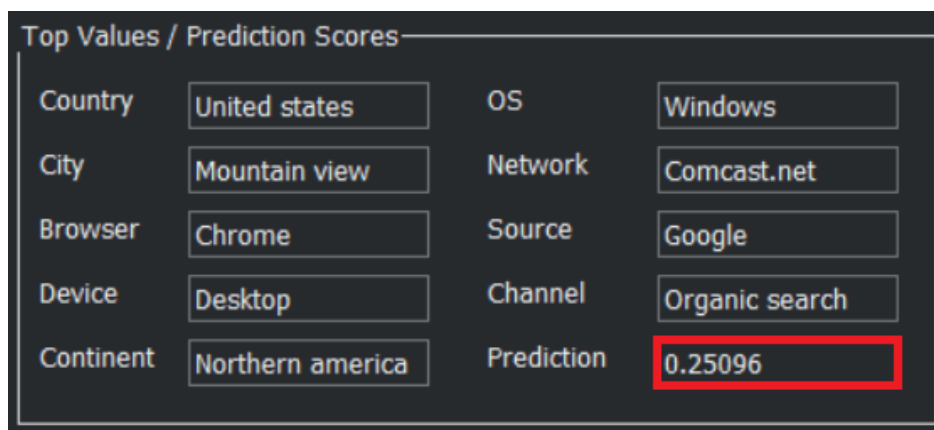 Top Values / Prediction Scores
Country United states OS Windows
City Mountain view Network Comcast.net
Browser Chrome Source Google
Device Desktop Channel Organic search
Continent Northern america Prediction 0.25096